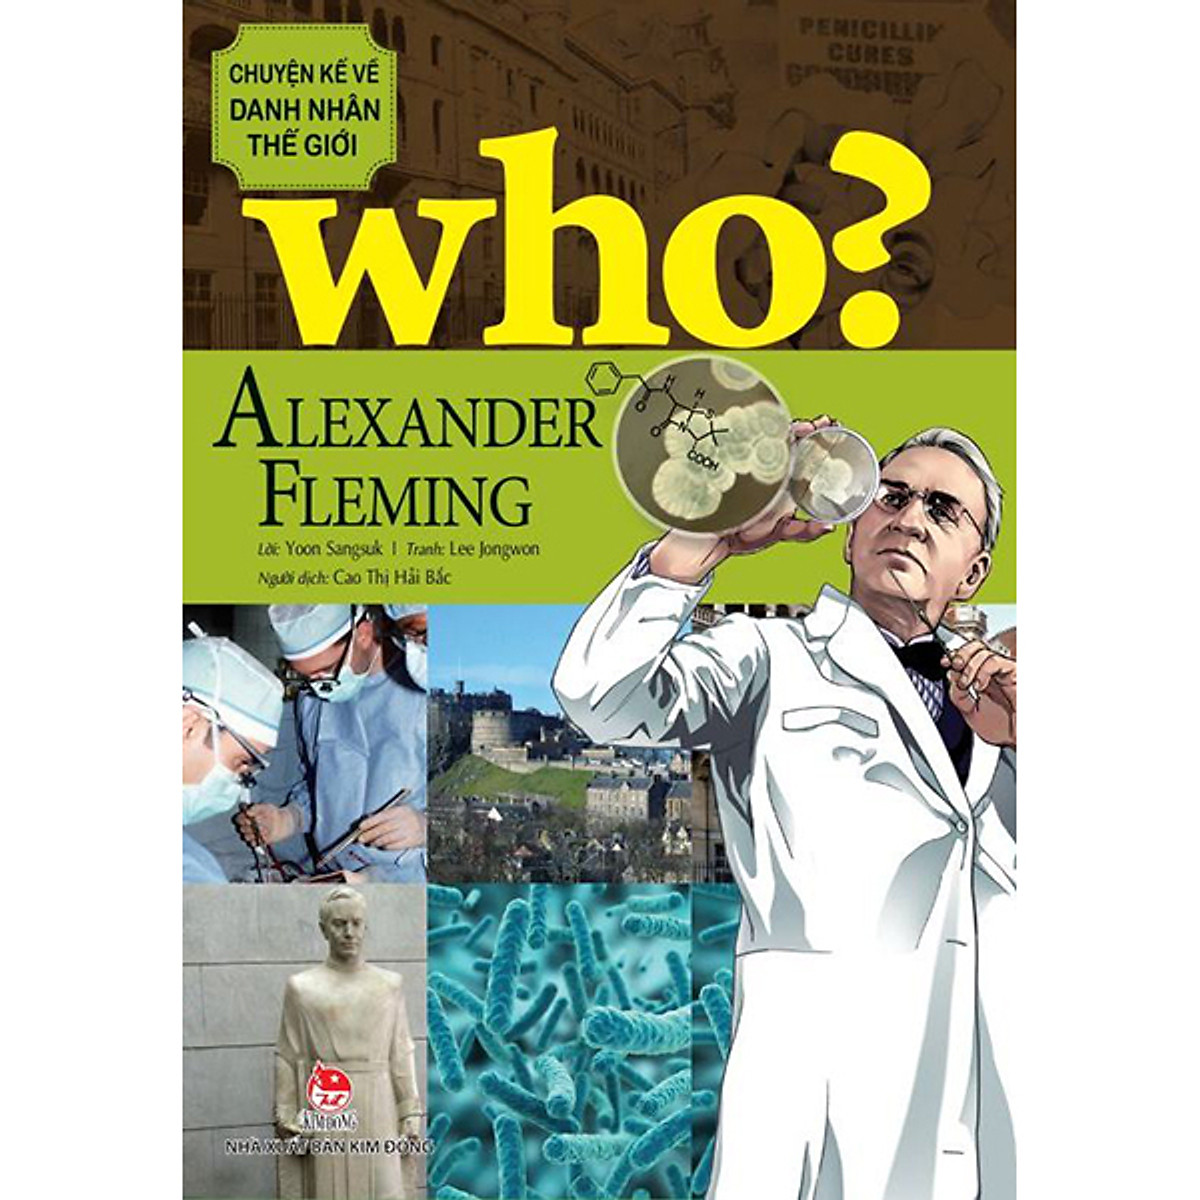 CHUYỆN KỂ VỀ
DANH NHÂN
THẾ GIỚI
PENICILLIN
CURES
who?
ALEXANDER
FLEMING
Lời: Yoon Sangsuk | Tranh: Lee Jongwon
Người dịch: Cao Thị Hải Bắc
H
H
O
N
S
O
N
COOH
KIM ĐỒNG
NHÀ XUẤT BẢN KIM ĐỒNG